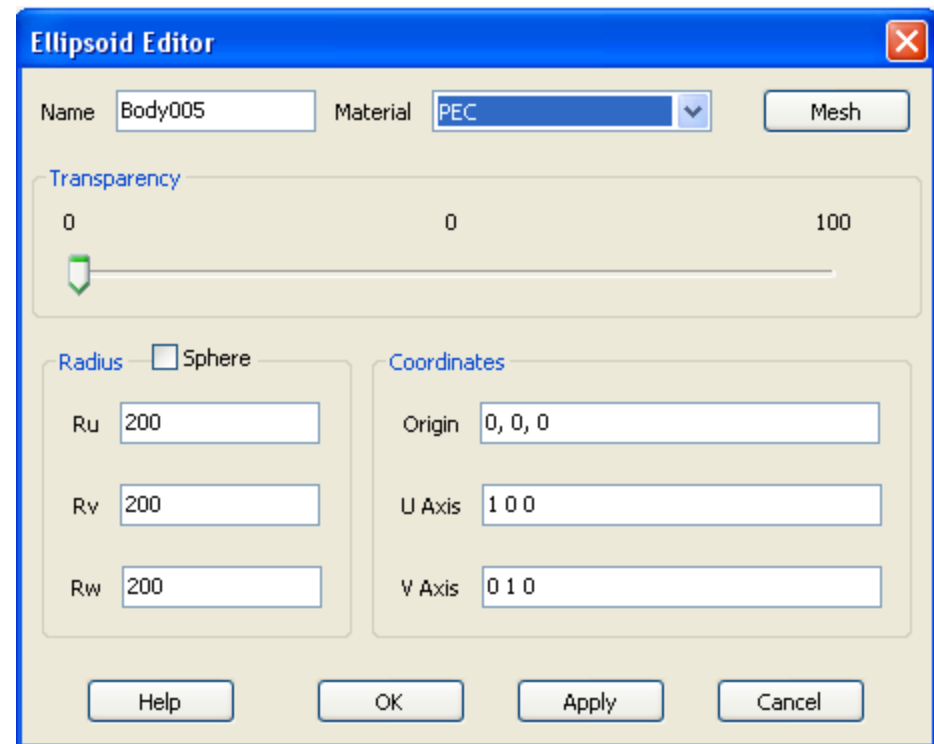 Ellipsoid Editor
Name Body005 Material PEC Mesh
Transparency
0 0 100
Radius Sphere Coordinates
Ru 200 Origin 0, 0, 0
Rv 200 U Axis 1 0 0
Rw 200 V Axis 0 1 0
Help OK Apply Cancel